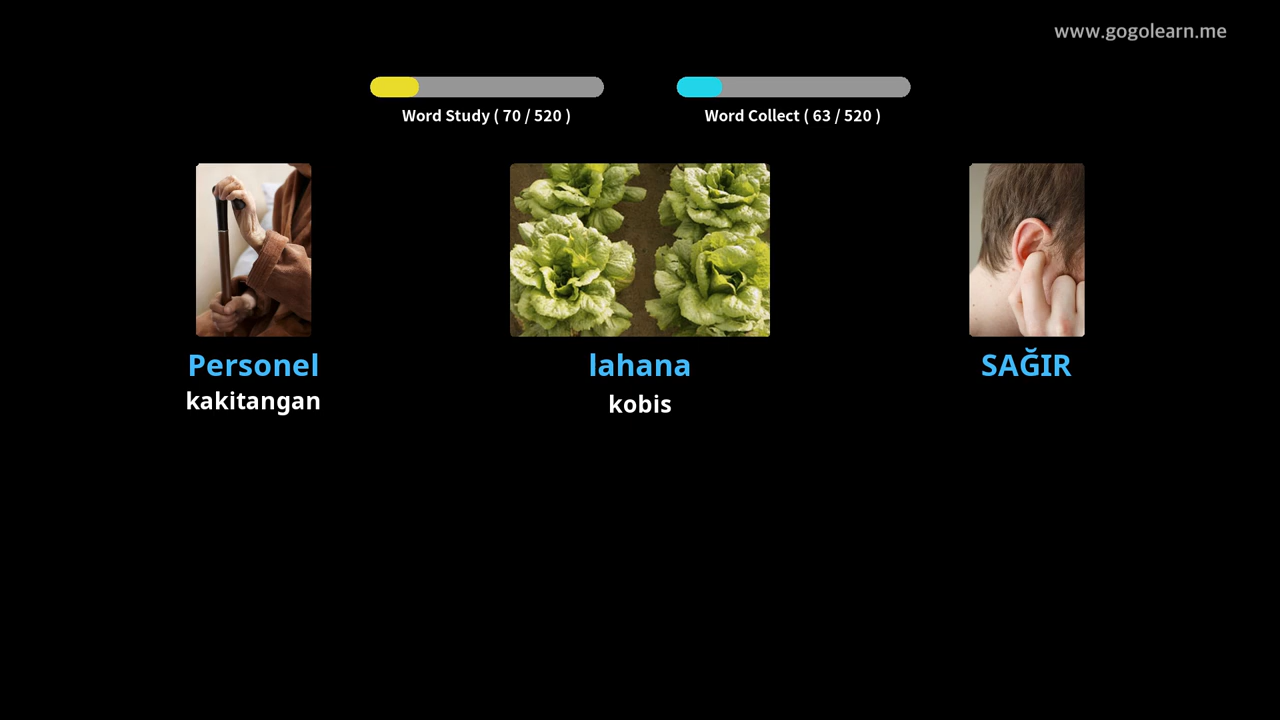 www.gogolearn.me
Word Study ( 70 / 520 )
Word Collect ( 63 / 520 )
Personel
kakitangan
lahana
kobis
SAĞIR